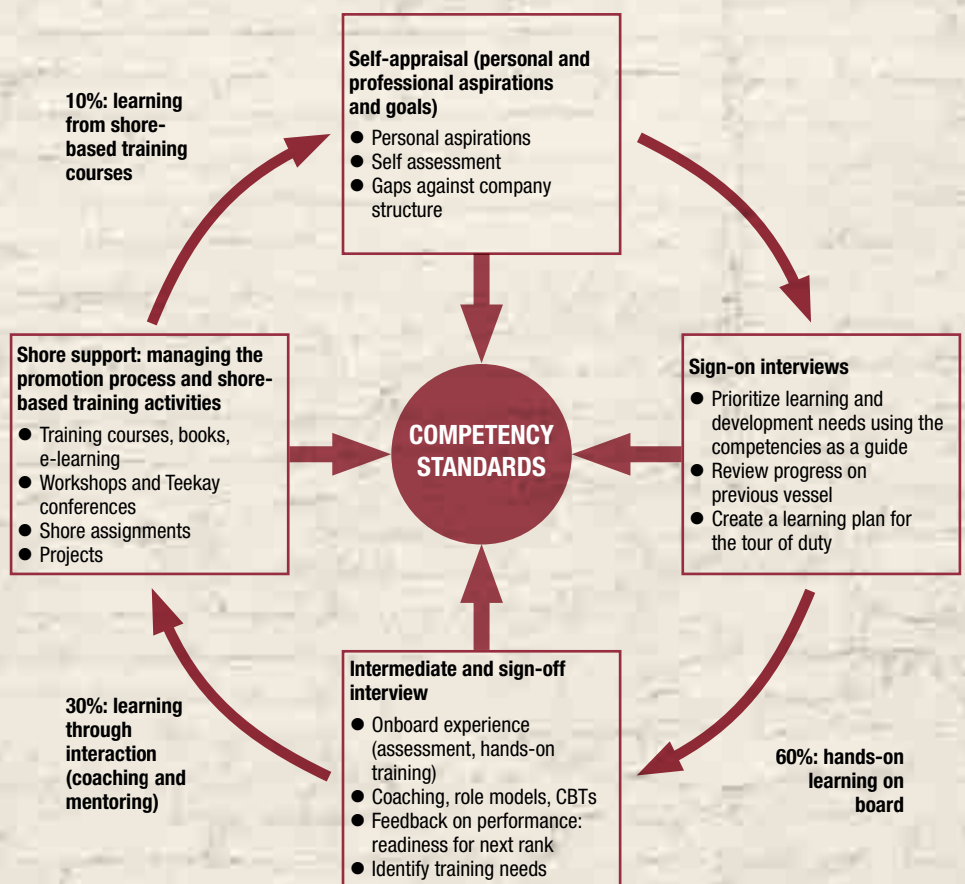 Self-appraisal (personal and
professional aspirations
and goals)
● Personal aspirations
● Self assessment
● Gaps against company
structure
10%: learning
from shore-
based training
courses
Shore support: managing the
promotion process and shore-
based training activities
● Training courses, books,
e-learning
● Workshops and Teekay
conferences
● Shore assignments
● Projects
COMPETENCY
STANDARDS
Sign-on interviews
● Prioritize learning and
development needs using the
competencies as a guide
● Review progress on
previous vessel
● Create a learning plan for
the tour of duty
30%: learning
through
interaction
(coaching and
mentoring)
Intermediate and sign-off
interview
● Onboard experience
(assessment, hands-on
training)
● Coaching, role models, CBTs
● Feedback on performance:
readiness for next rank
● Identify training needs
60%: hands-on
learning on
board